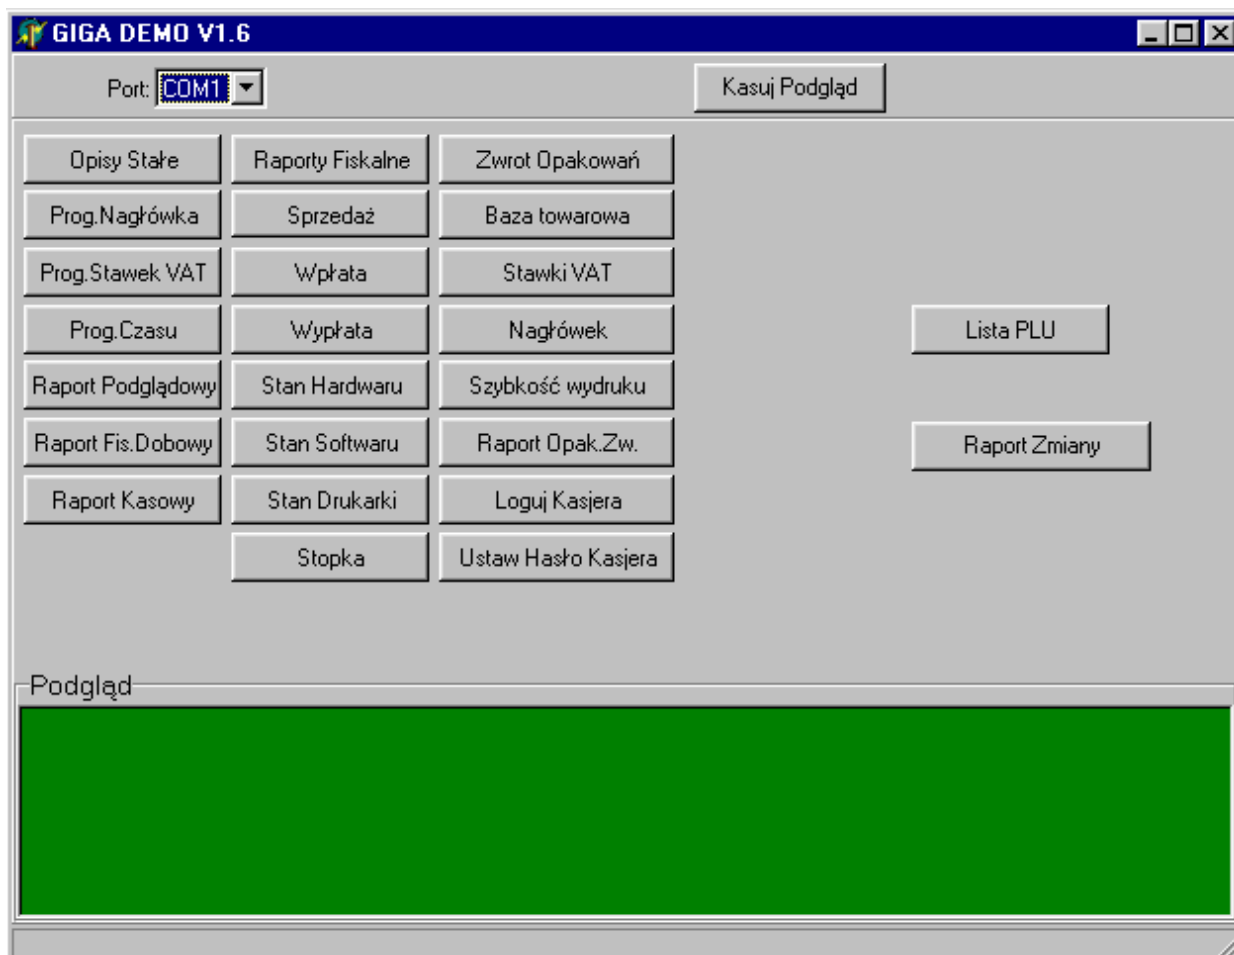 GIGA DEMO V1.6
Port: COM1
Kasuj Podgląd
Opisy Stałe
Raporty Fiskalne
Zwrot Opakowań
Prog.Nagłówka
Sprzedaż
Baza towarowa
Prog.Stawek VAT
Wpłata
Stawki VAT
Prog.Czasu
Wypłata
Nagłówek
Lista PLU
Raport Podglądowy
Stan Hardwaru
Szybkość wydruku
Raport Fis.Dobowy
Stan Softwaru
Raport Opak.Zw.
Raport Zmiany
Raport Kasowy
Stan Drukarki
Loguj Kasjera
Stopka
Ustaw Hasło Kasjera
Podgląd